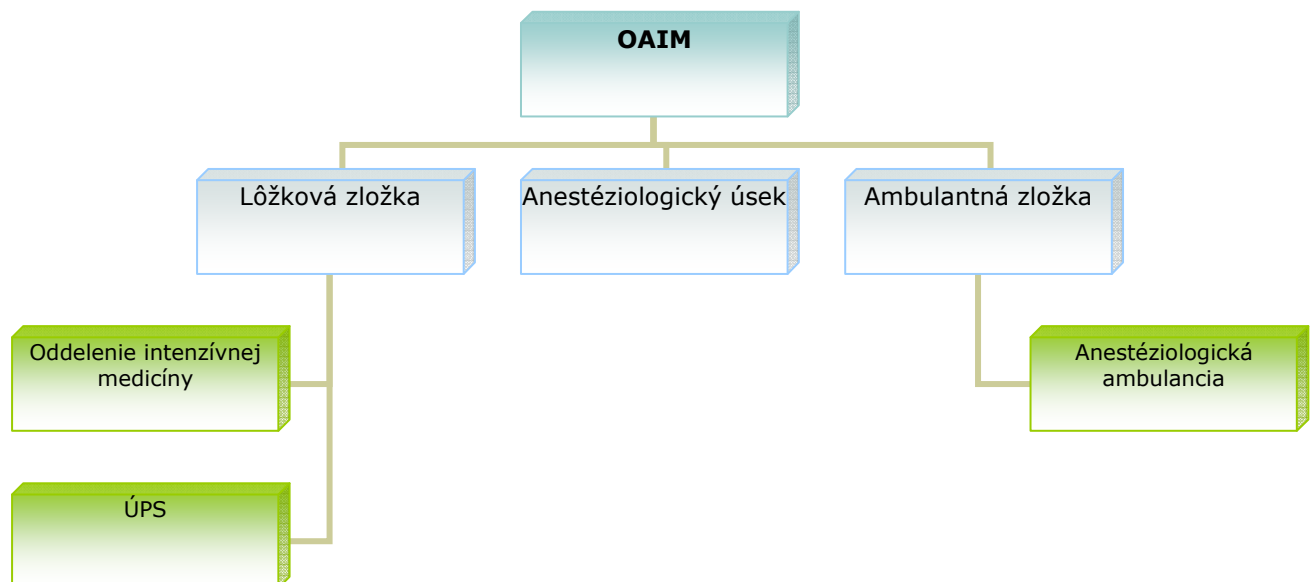 OAIM
Lôžková zložka
Anestéziologický úsek
Ambulantná zložka
Oddelenie intenzívnej
medicíny
Anestéziologická
ambulancia
ÚPS